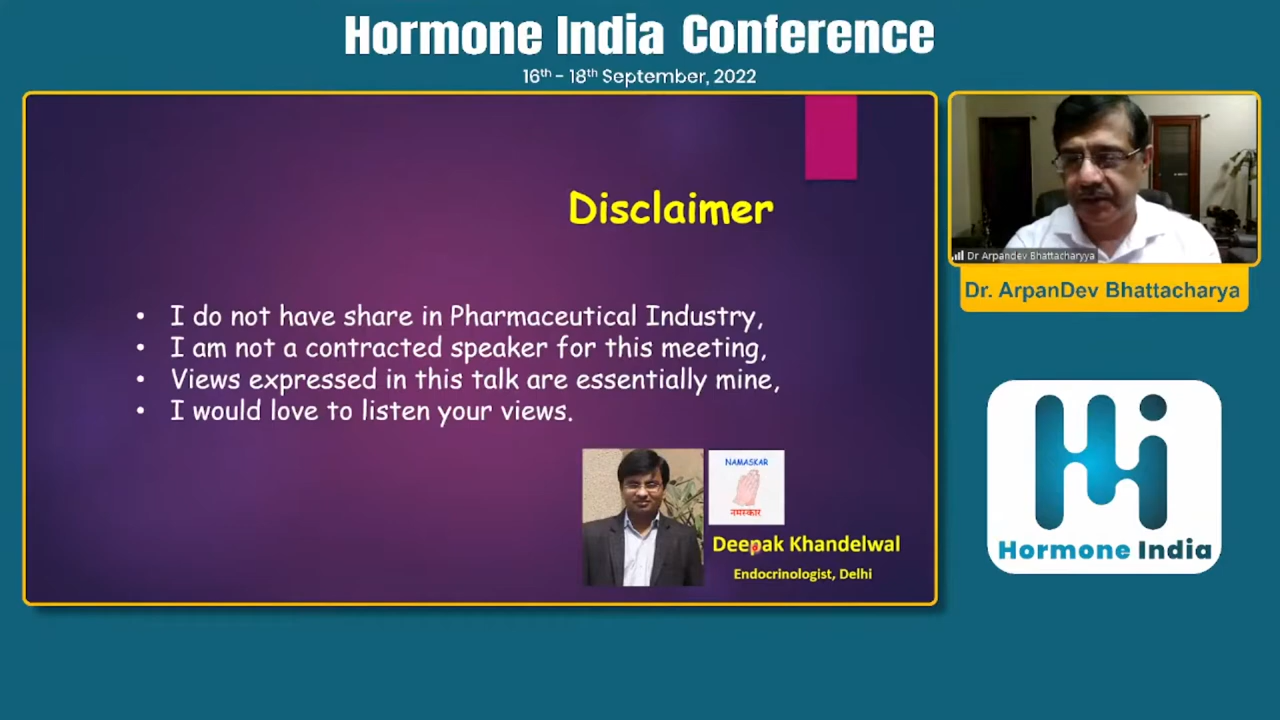 Hormone India Conference
16th - 18th September, 2022
Disclaimer
• I do not have share in Pharmaceutical Industry,
• I am not a contracted speaker for this meeting,
• Views expressed in this talk are essentially mine,
• I would love to listen your views.
NAMASKAR
नमस्कार
Deepak Khandelwal
Endocrinologist, Delhi
Dr Arpandev Bhattacharyya
Dr. ArpanDev Bhattacharya
Hi
Hormone India